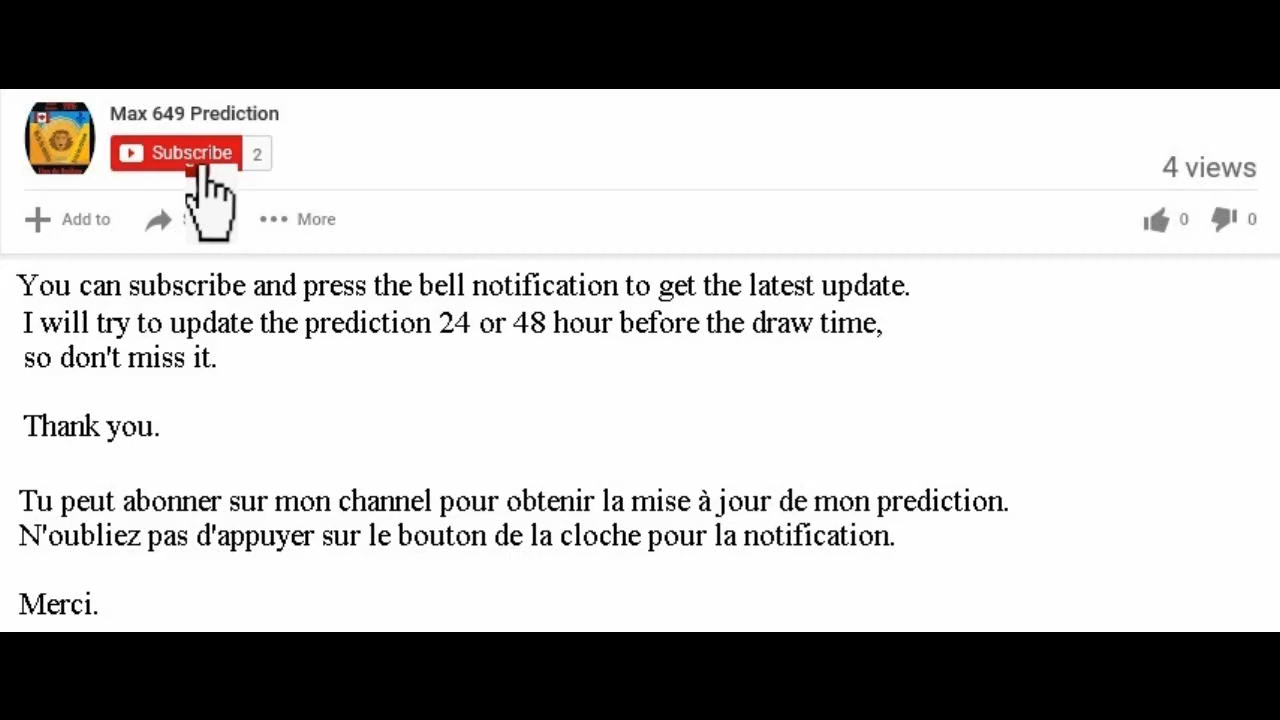 Max 649 Prediction
Subscribe 2
4 views
Add to
More
0
0
You can subscribe and press the bell notification to get the latest update.
I will try to update the prediction 24 or 48 hour before the draw time,
so don't miss it.
Thank you.
Tu peut abonner sur mon channel pour obtenir la mise à jour de mon prediction.
N'oubliez pas d'appuyer sur le bouton de la cloche pour la notification.
Merci.